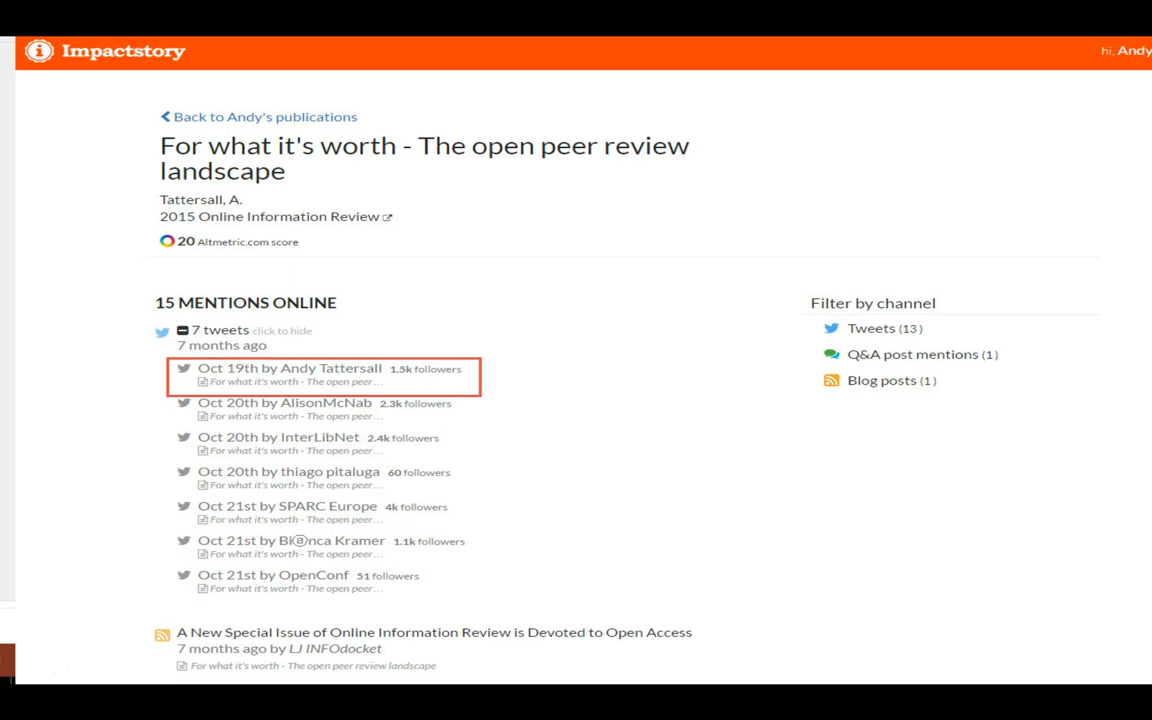 Impactstory
hi, Andy
Back to Andy's publications
For what it's worth - The open peer review
landscape
Tattersall, A.
2015 Online Information Review
20 Altmetric.com score
15 MENTIONS ONLINE
7 tweets click to hide
7 months ago
Oct 19th by Andy Tattersall 1.5k followers
For what it's worth - The open peer...
Oct 20th by AlisonMcNab 2.3k followers
For what it's worth - The open peer...
Oct 20th by InterLibNet 2.4k followers
For what it's worth - The open peer...
Oct 20th by thiago pitaluga 60 followers
For what it's worth - The open peer...
Oct 21st by SPARC Europe 4k followers
For what it's worth - The open peer...
Oct 21st by Biⓐnca Kramer 1.1k followers
For what it's worth - The open peer...
Oct 21st by OpenConf 51 followers
For what it's worth - The open peer...
A New Special Issue of Online Information Review is Devoted to Open Access
7 months ago by LJ INFOdocket
For what it's worth - The open peer review landscape
Filter by channel
Tweets (13)
Q&A post mentions (1)
Blog posts (1)